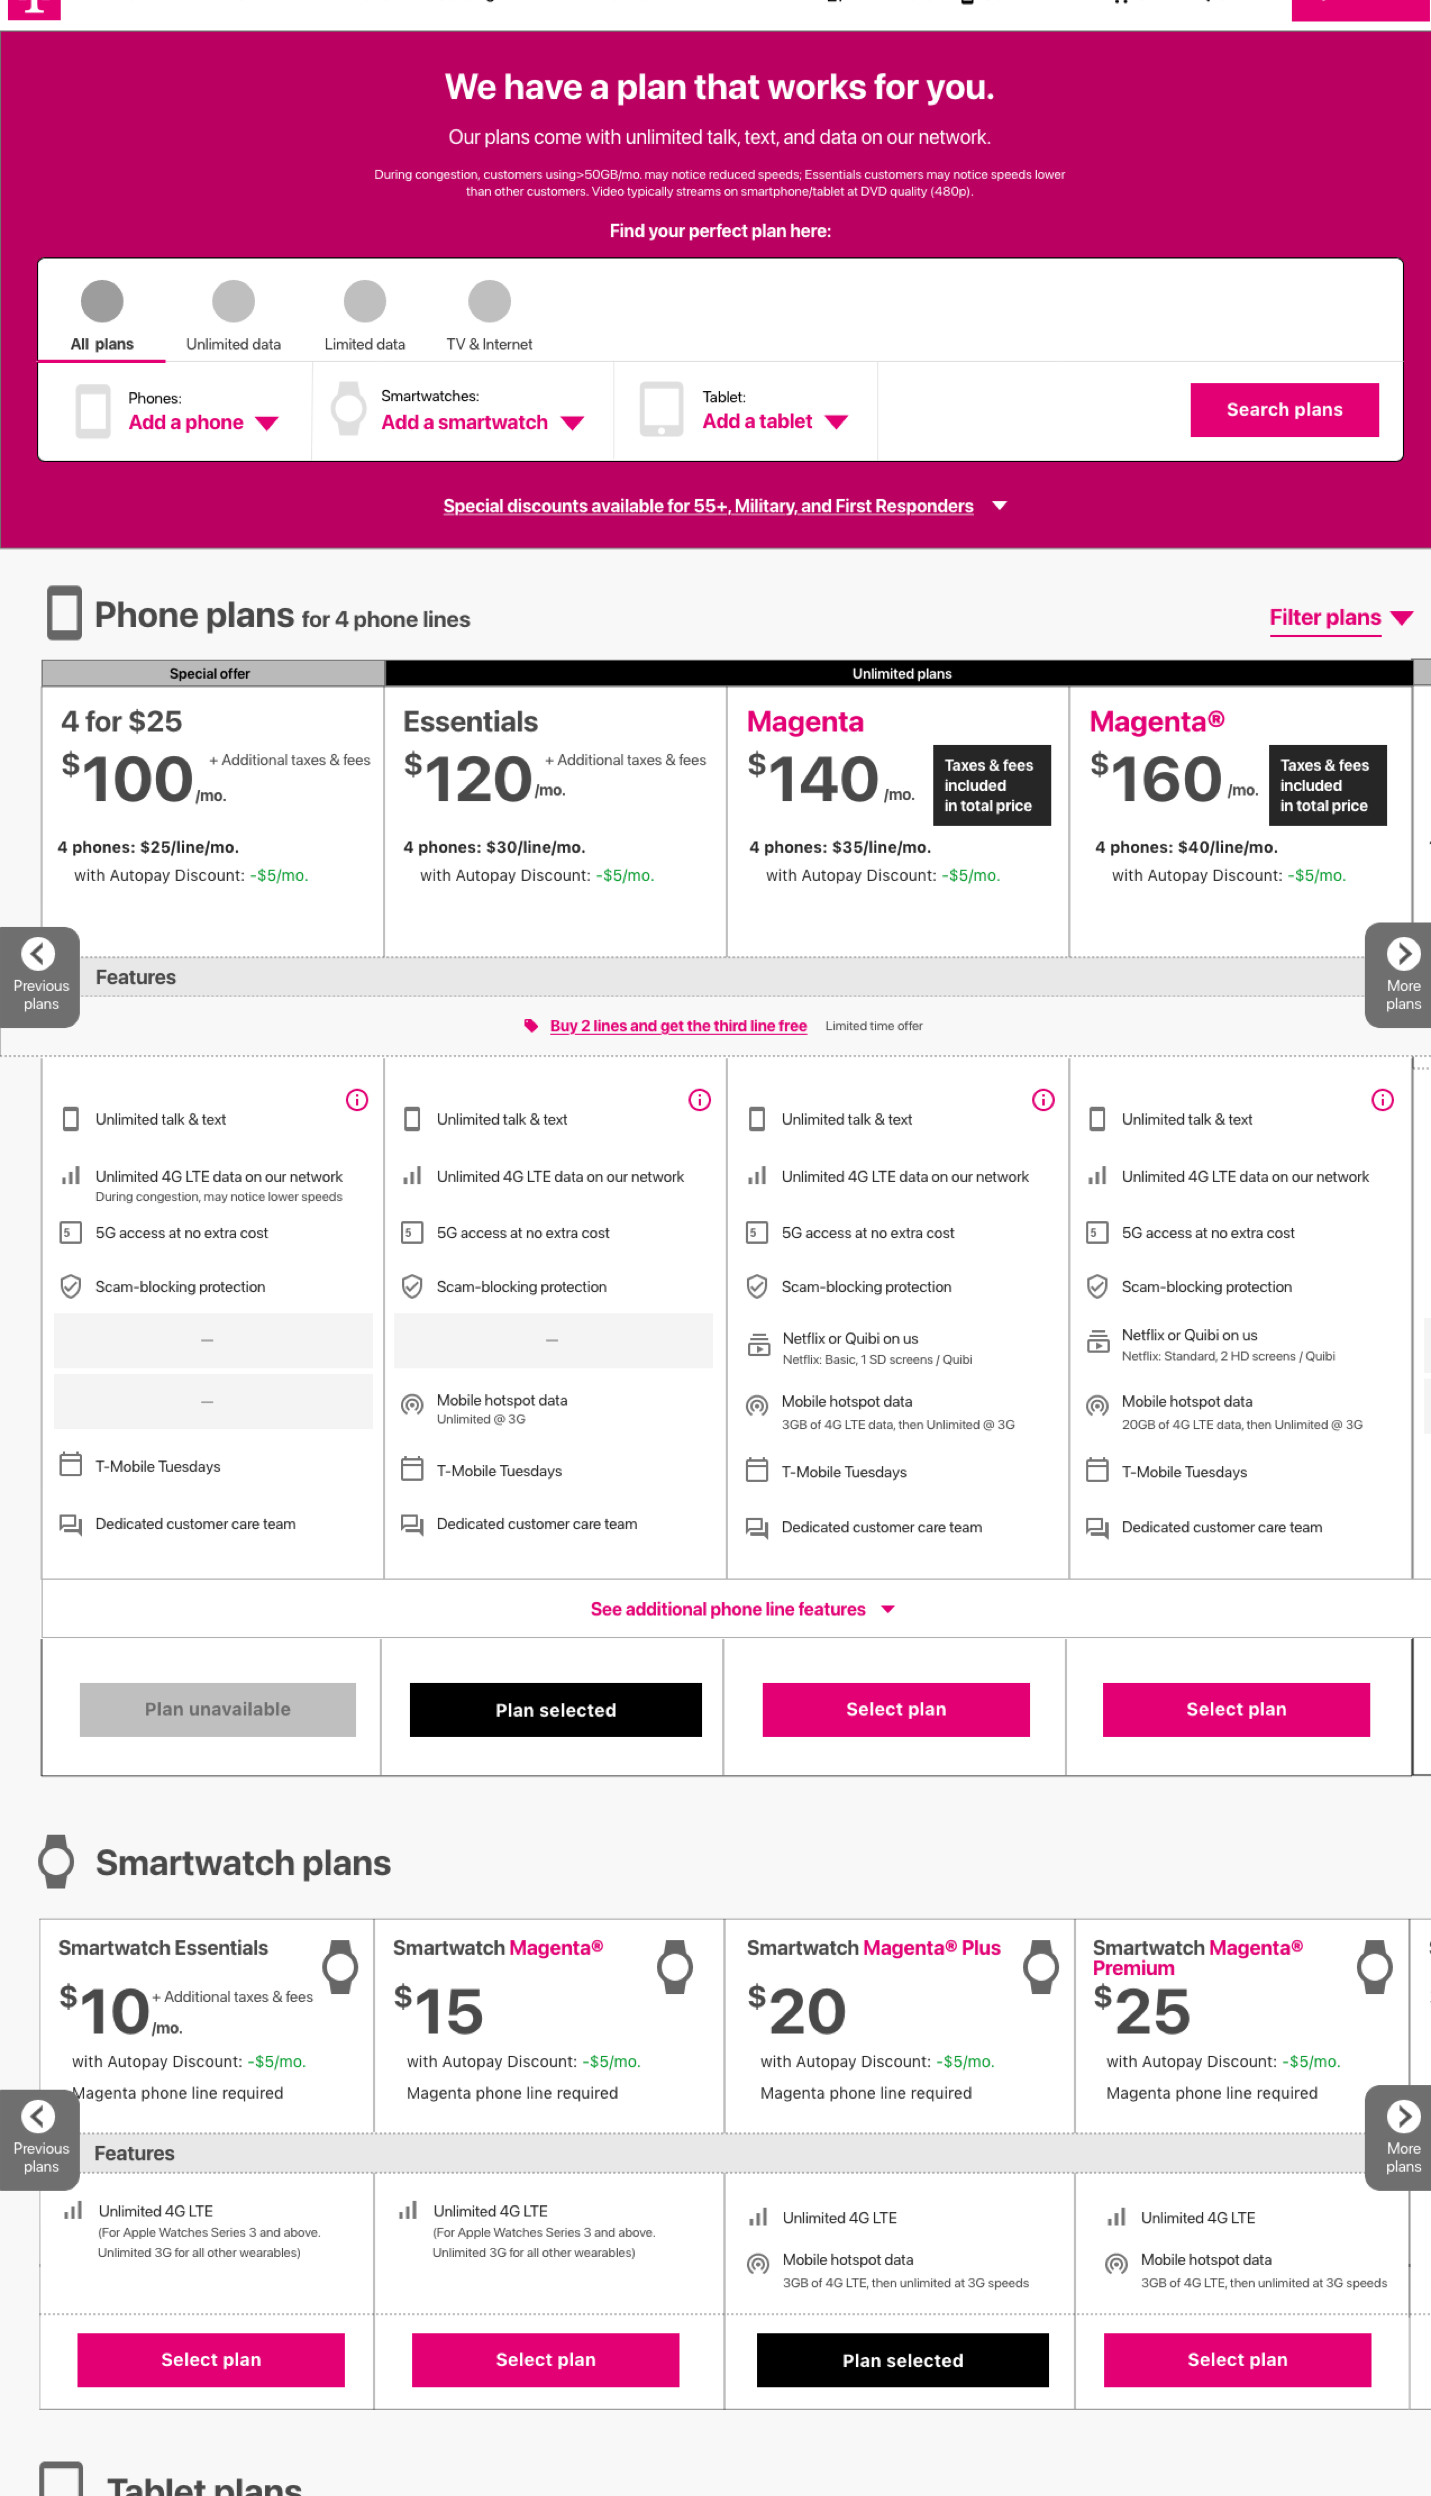 We have a plan that works for you.
Our plans come with unlimited talk, text, and data on our network.
During congestion, customers using>50GB/mo. may notice reduced speeds; Essentials customers may notice speeds lower
than other customers. Video typically streams on smartphone/tablet at DVD quality (480p).
Find your perfect plan here:
All plans
Unlimited data
Limited data
TV & Internet
Phones:
Add a phone
Smartwatches:
Add a smartwatch
Tablet:
Add a tablet
Search plans
Special discounts available for 55+, Military, and First Responders
Phone plans for 4 phone lines
Filter plans
Special offer
Unlimited plans
4 for $25
$100 /mo.
+ Additional taxes & fees
4 phones: $25/line/mo.
with Autopay Discount: -$5/mo.
Essentials
$120 /mo.
+ Additional taxes & fees
4 phones: $30/line/mo.
with Autopay Discount: -$5/mo.
Magenta
$140 /mo.
Taxes & fees
included
in total price
4 phones: $35/line/mo.
with Autopay Discount: -$5/mo.
Magenta®
$160 /mo.
Taxes & fees
included
in total price
4 phones: $40/line/mo.
with Autopay Discount: -$5/mo.
Previous
plans
Features
More
plans
Buy 2 lines and get the third line free
Limited time offer
Unlimited talk & text
Unlimited 4G LTE data on our network
During congestion, may notice lower speeds
5
5G access at no extra cost
Scam-blocking protection
–
–
T-Mobile Tuesdays
Dedicated customer care team
Unlimited talk & text
Unlimited 4G LTE data on our network
5
5G access at no extra cost
Scam-blocking protection
–
Mobile hotspot data
Unlimited @ 3G
T-Mobile Tuesdays
Dedicated customer care team
Unlimited talk & text
Unlimited 4G LTE data on our network
5
5G access at no extra cost
Scam-blocking protection
Netflix or Quibi on us
Netflix: Basic, 1 SD screens / Quibi
Mobile hotspot data
3GB of 4G LTE data, then Unlimited @ 3G
T-Mobile Tuesdays
Dedicated customer care team
Unlimited talk & text
Unlimited 4G LTE data on our network
5
5G access at no extra cost
Scam-blocking protection
Netflix or Quibi on us
Netflix: Standard, 2 HD screens / Quibi
Mobile hotspot data
20GB of 4G LTE data, then Unlimited @ 3G
T-Mobile Tuesdays
Dedicated customer care team
See additional phone line features
Plan unavailable
Plan selected
Select plan
Select plan
Smartwatch plans
Smartwatch Essentials
$10 /mo.
+ Additional taxes & fees
with Autopay Discount: -$5/mo.
Magenta phone line required
Smartwatch Magenta®
$15
with Autopay Discount: -$5/mo.
Magenta phone line required
Smartwatch Magenta® Plus
$20
with Autopay Discount: -$5/mo.
Magenta phone line required
Smartwatch Magenta®
Premium
$25
with Autopay Discount: -$5/mo.
Magenta phone line required
Previous
plans
Features
More
plans
Unlimited 4G LTE
(For Apple Watches Series 3 and above.
Unlimited 3G for all other wearables)
Unlimited 4G LTE
(For Apple Watches Series 3 and above.
Unlimited 3G for all other wearables)
Unlimited 4G LTE
Mobile hotspot data
3GB of 4G LTE, then unlimited at 3G speeds
Unlimited 4G LTE
Mobile hotspot data
3GB of 4G LTE, then unlimited at 3G speeds
Select plan
Select plan
Plan selected
Select plan
Tablet plans